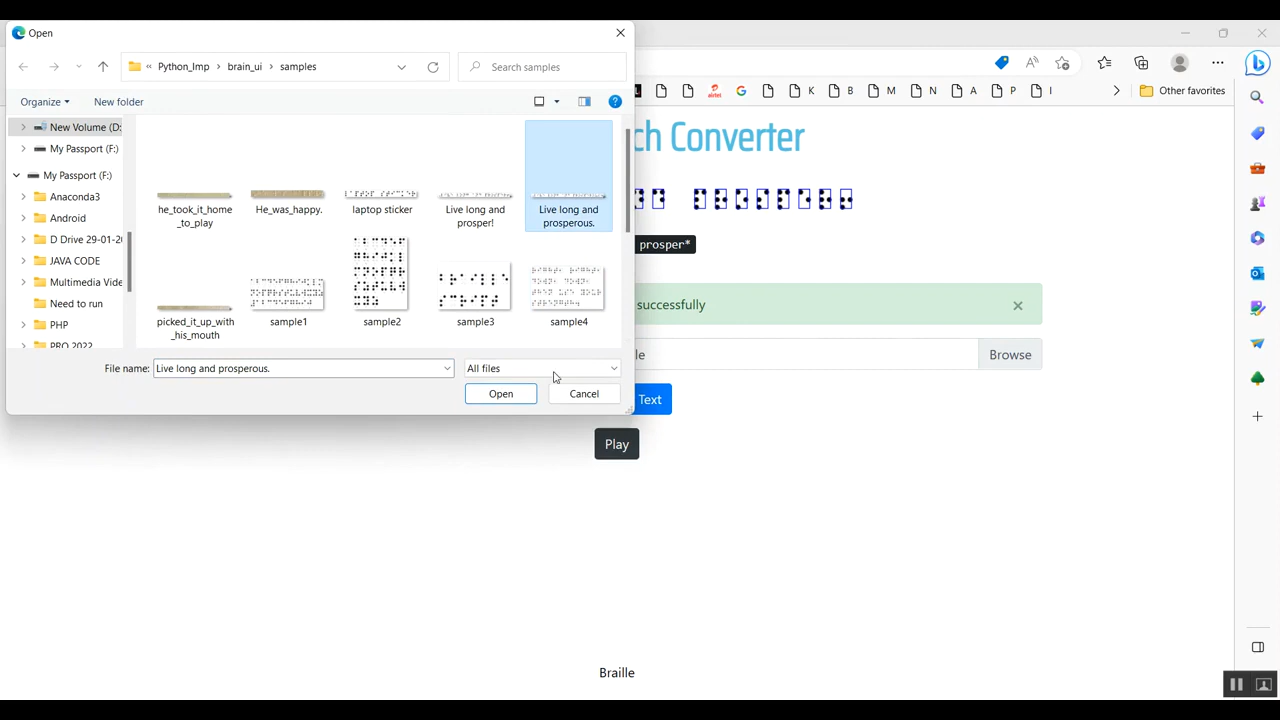 Open
Python_Imp > brain_ui > samples
Search samples
Organize
New folder
New Volume (D:
My Passport (F:)
My Passport (F:)
Anaconda3
Android
D Drive 29-01-20
JAVA CODE
Multimedia Vide
Need to run
PHP
PRO 2022
he_took_it_home
_to_play
He_was_happy.
laptop sticker
Live long and
prosper!
Live long and
prosperous.
picked_it_up_with
_his_mouth
sample1
sample2
sample3
sample4
File name:
Live long and prosperous.
All files
Open
Cancel
airtel
G
K
B
M
N
A
P
I
Other favorites
ch Converter
prosper*
successfully
le
Browse
Text
Play
Braille